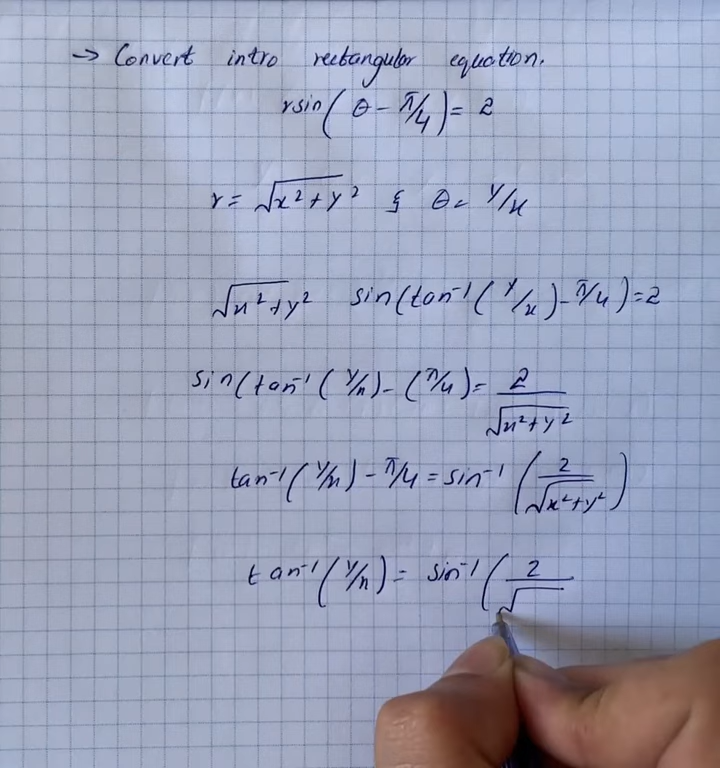 → Convert intro rectangular equation.
r sin(θ - π/4) = 2
r = √x²+y² & θ = y/x
√x²+y² sin(tan⁻¹(y/x) - π/4) = 2
sin(tan⁻¹(y/x) - (π/4) = 2/√x²+y²
tan⁻¹(y/x) - π/4 = sin⁻¹(2/√x²+y²)
tan⁻¹(y/x) = sin⁻¹(2/√